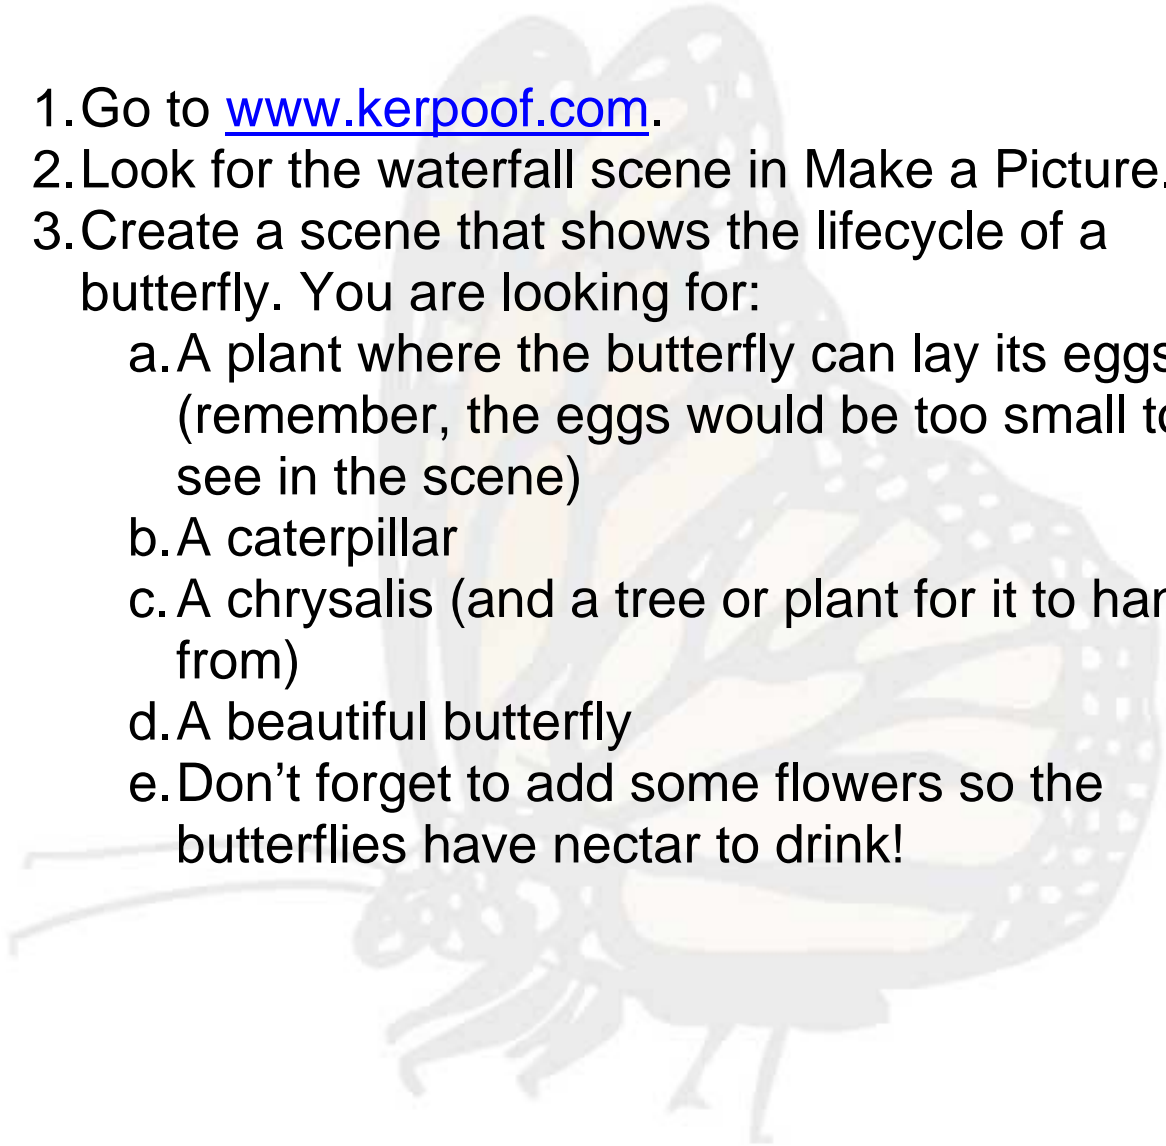 1. Go to www.kerpoof.com.
2. Look for the waterfall scene in Make a Picture.
3. Create a scene that shows the lifecycle of a
butterfly. You are looking for:
a. A plant where the butterfly can lay its eggs
(remember, the eggs would be too small to
see in the scene)
b. A caterpillar
c. A chrysalis (and a tree or plant for it to
from)
d. A beautiful butterfly
e. Don’t forget to add some flowers so the
butterflies have nectar to drink!